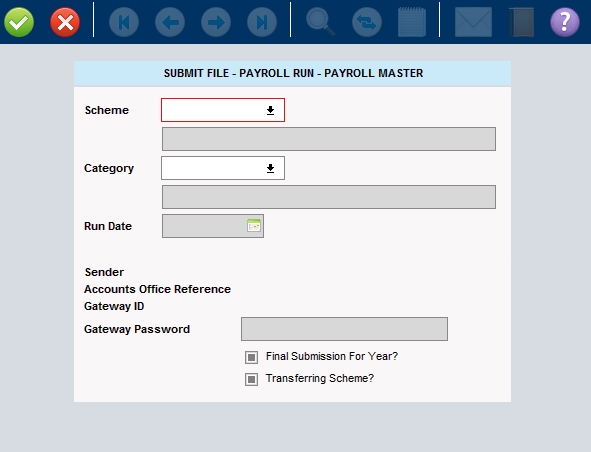 SUBMIT FILE - PAYROLL RUN - PAYROLL MASTER
Scheme
Category
Run Date
Sender
Accounts Office Reference
Gateway ID
Gateway Password
Final Submission For Year?
Transferring Scheme?